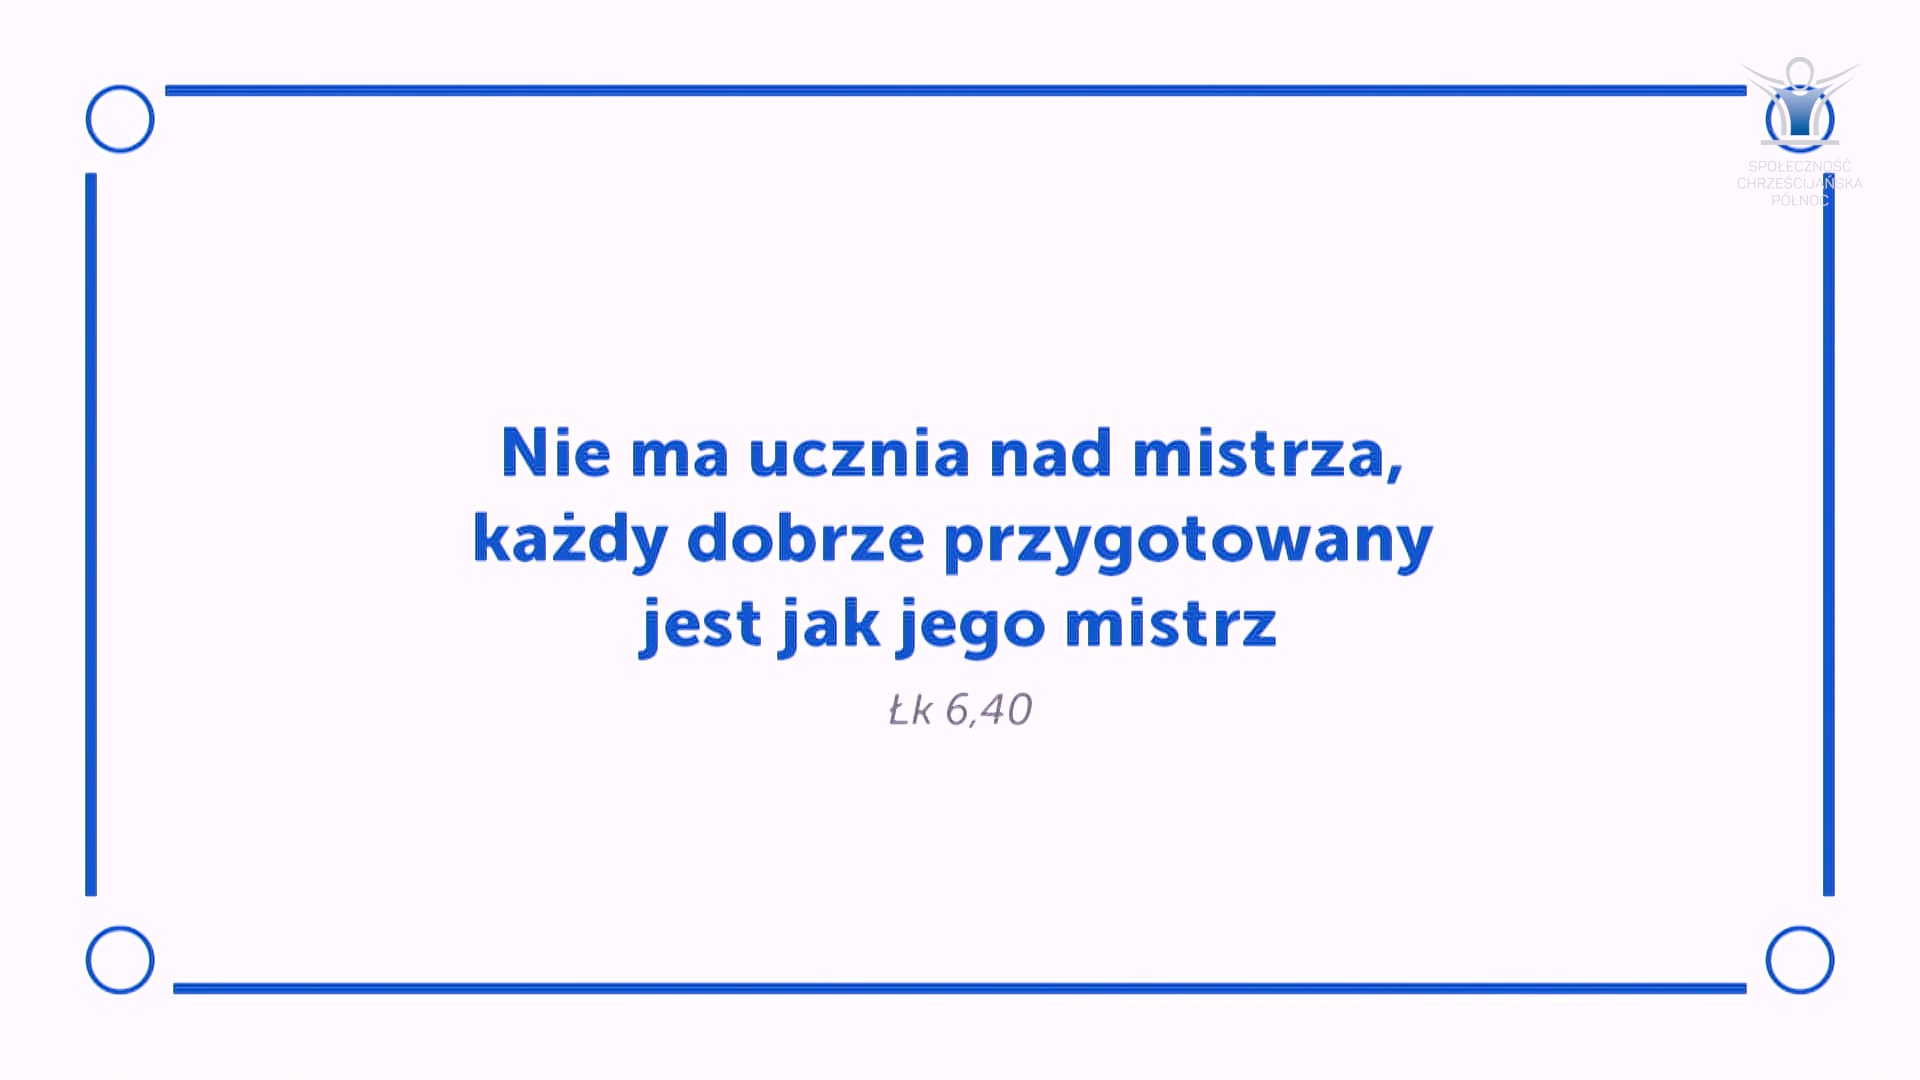 SPOŁECZNOŚĆ
CHRZEŚCIJAŃSKA
PÓŁNOC
Nie ma ucznia nad mistrza,
każdy dobrze przygotowany
jest jak jego mistrz
Łk 6,40